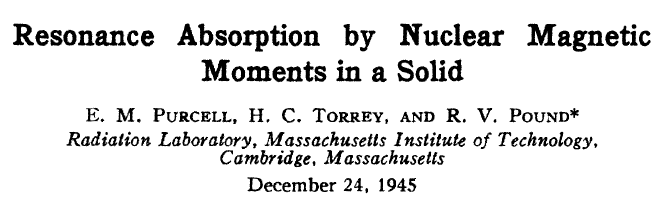 Resonance Absorption by Nuclear Magnetic
Moments in a Solid
E. M. PURCELL, H. C. TORREY, AND R. V. POUND*
Radiation Laboratory, Massachusetts Institute of Technology,
Cambridge, Massachusetts
December 24, 1945